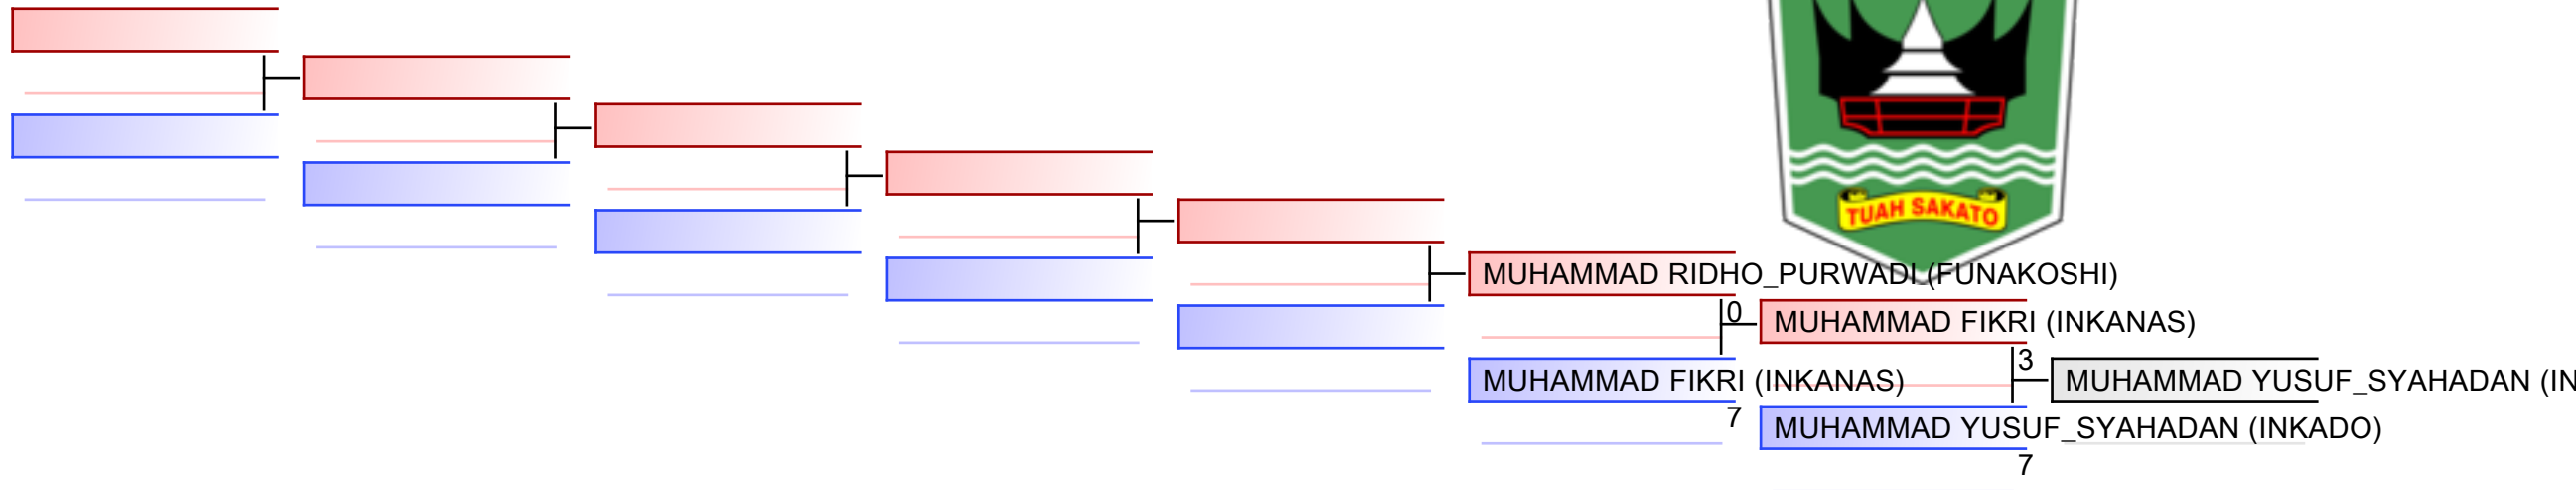 TUAH SAKATO
MUHAMMAD RIDHO_PURWADI (FUNAKOSHI)
0
MUHAMMAD FIKRI (INKANAS)
3
MUHAMMAD FIKRI (INKANAS)
MUHAMMAD YUSUF_SYAHADAN (IN
7
MUHAMMAD YUSUF_SYAHADAN (INKADO)
7